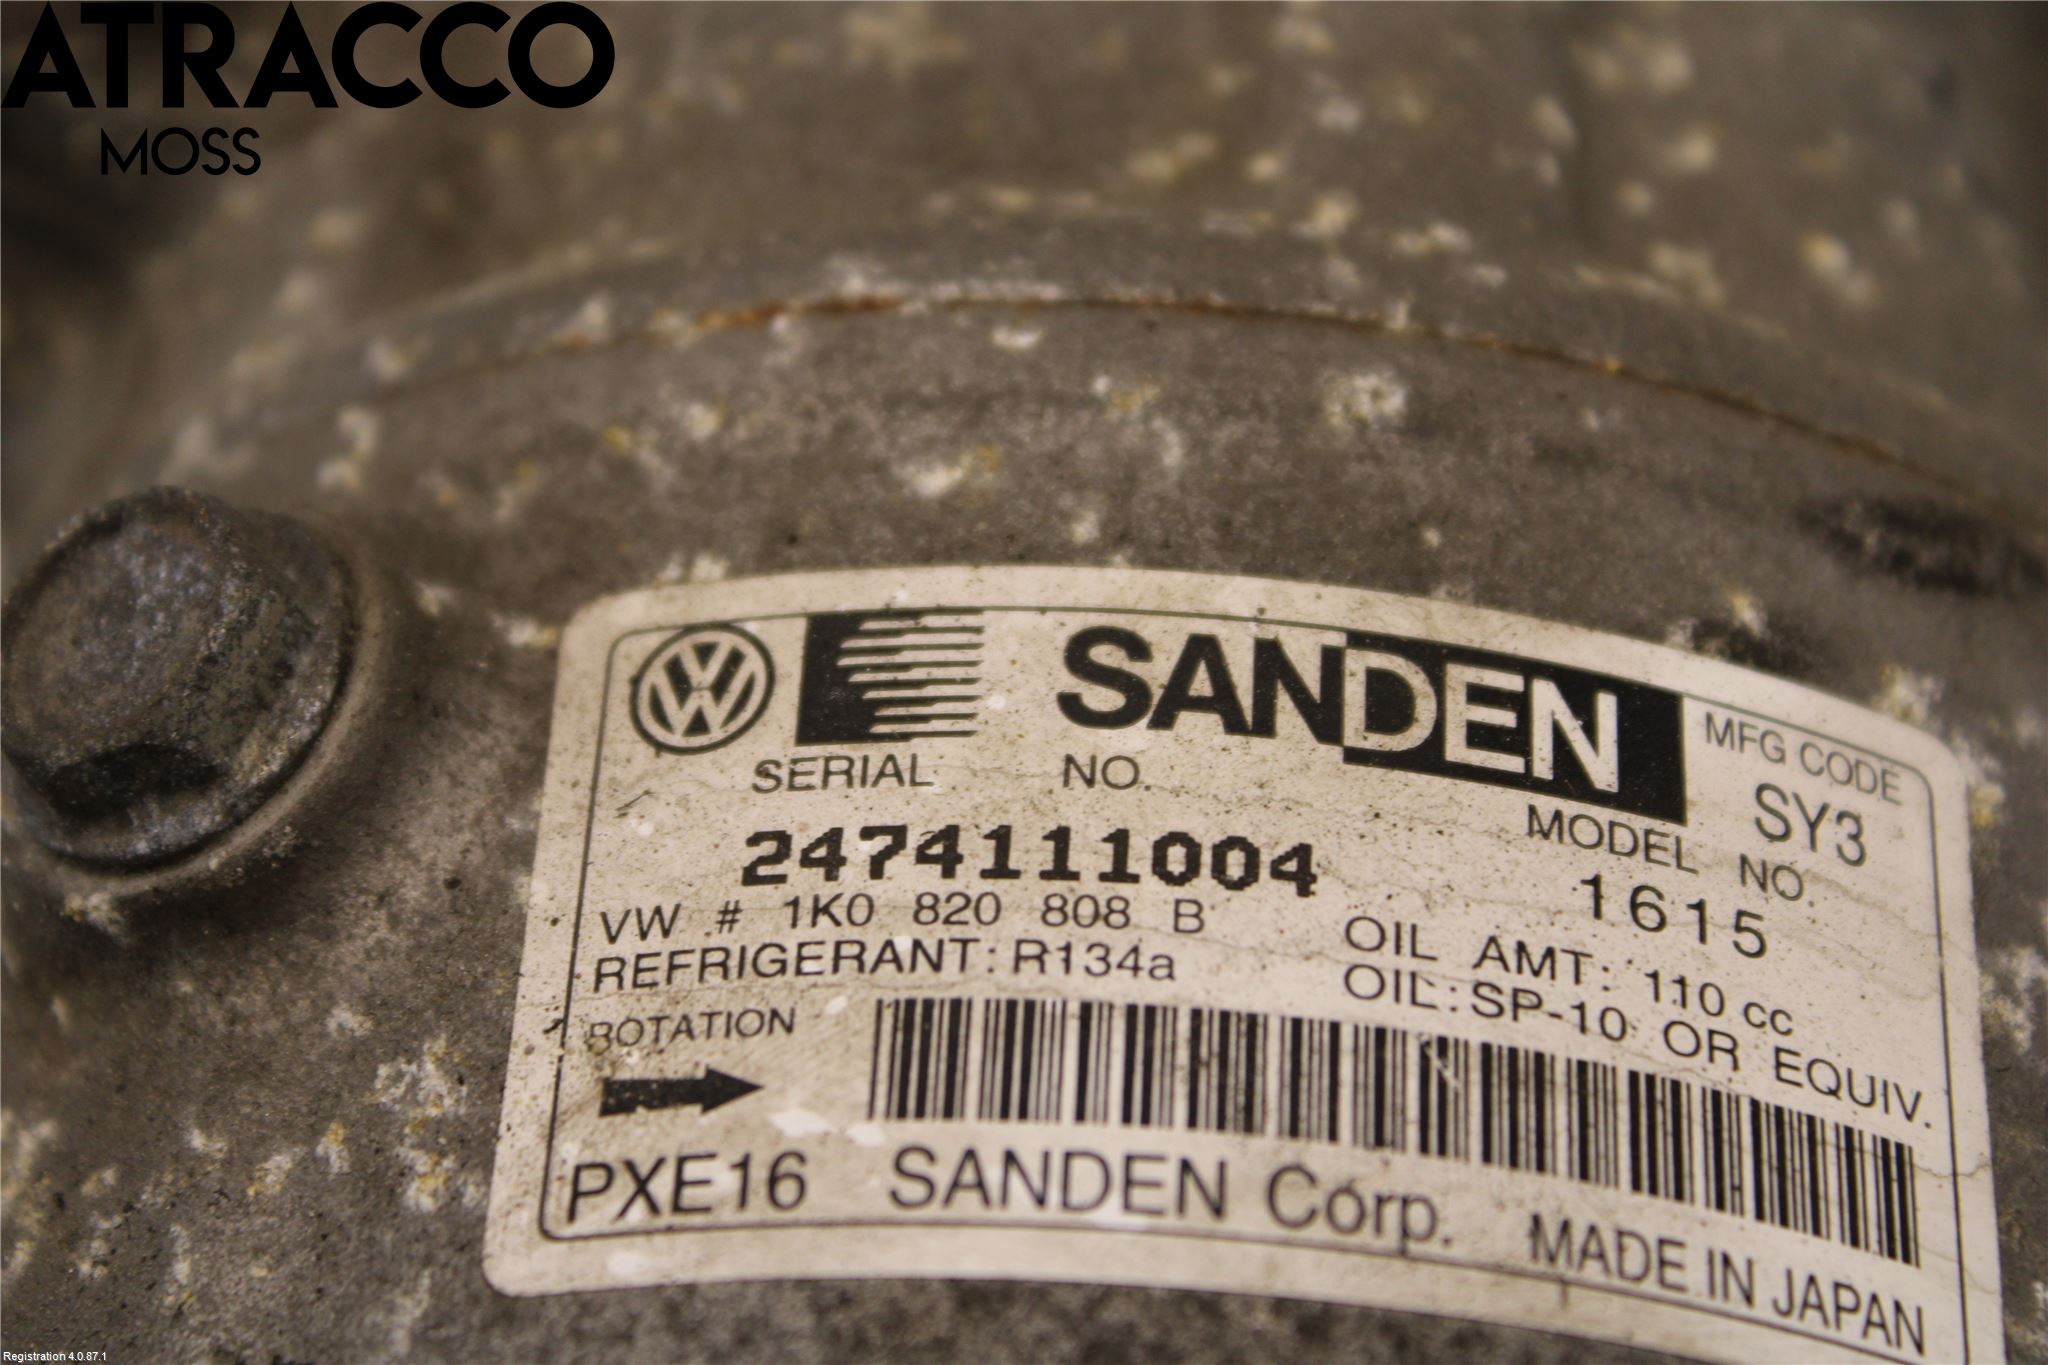 ATRACCO
MOSS
SANDEN
MFG CODE
SY3
SERIAL NO.
2474111004
MODEL NO.
1615
VW # 1K0 820 808 B
REFRIGERANT: R134a
OIL AMT: 110 cc
OIL: SP-10 OR EQUIV.
ROTATION
PXE16 SANDEN Corp. MADE IN JAPAN
Registration 4.0.87.1